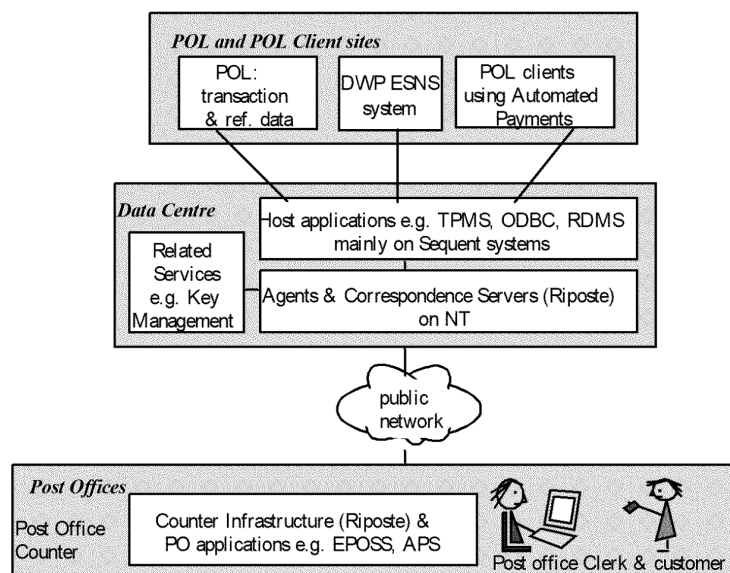 POL and POL Client sites
POL:
transaction
& ref. data
DWP ESNS
system
POL clients
using Automated
Payments
Data Centre
Host applications e.g. TPMS, ODBC, RDMS
mainly on Sequent systems
Related
Services
e.g. Key
Management
Agents & Correspondence Servers (Riposte)
on NT
public
network
Post Offices
Post Office
Counter
Counter Infrastructure (Riposte) &
PO applications e.g. EPOSS, APS
Post office Clerk & customer